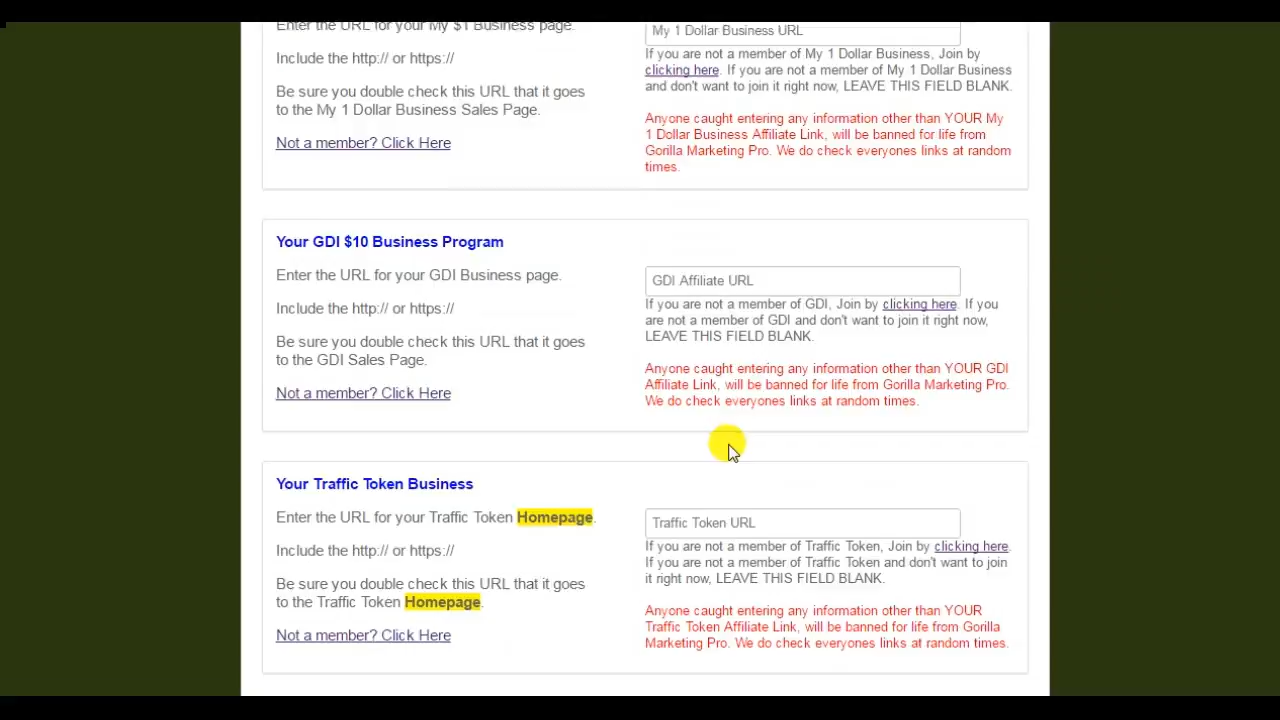 Enter the URL for your My $1 Business page.
Include the http:// or https://
Be sure you double check this URL that it goes
to the My 1 Dollar Business Sales Page.
Not a member? Click Here
My 1 Dollar Business URL
If you are not a member of My 1 Dollar Business, Join by
clicking here. If you are not a member of My 1 Dollar Business
and don't want to join it right now, LEAVE THIS FIELD BLANK.
Anyone caught entering any information other than YOUR My
1 Dollar Business Affiliate Link, will be banned for life from
Gorilla Marketing Pro. We do check everyones links at random
times.
Your GDI $10 Business Program
Enter the URL for your GDI Business page.
Include the http:// or https://
Be sure you double check this URL that it goes
to the GDI Sales Page.
Not a member? Click Here
GDI Affiliate URL
If you are not a member of GDI, Join by clicking here. If you
are not a member of GDI and don't want to join it right now,
LEAVE THIS FIELD BLANK.
Anyone caught entering any information other than YOUR GDI
Affiliate Link, will be banned for life from Gorilla Marketing Pro.
We do check everyones links at random times.
Your Traffic Token Business
Enter the URL for your Traffic Token Homepage.
Include the http:// or https://
Be sure you double check this URL that it goes
to the Traffic Token Homepage.
Not a member? Click Here
Traffic Token URL
If you are not a member of Traffic Token, Join by clicking here.
If you are not a member of Traffic Token and don't want to join
it right now, LEAVE THIS FIELD BLANK.
Anyone caught entering any information other than YOUR
Traffic Token Affiliate Link, will be banned for life from Gorilla
Marketing Pro. We do check everyones links at random times.